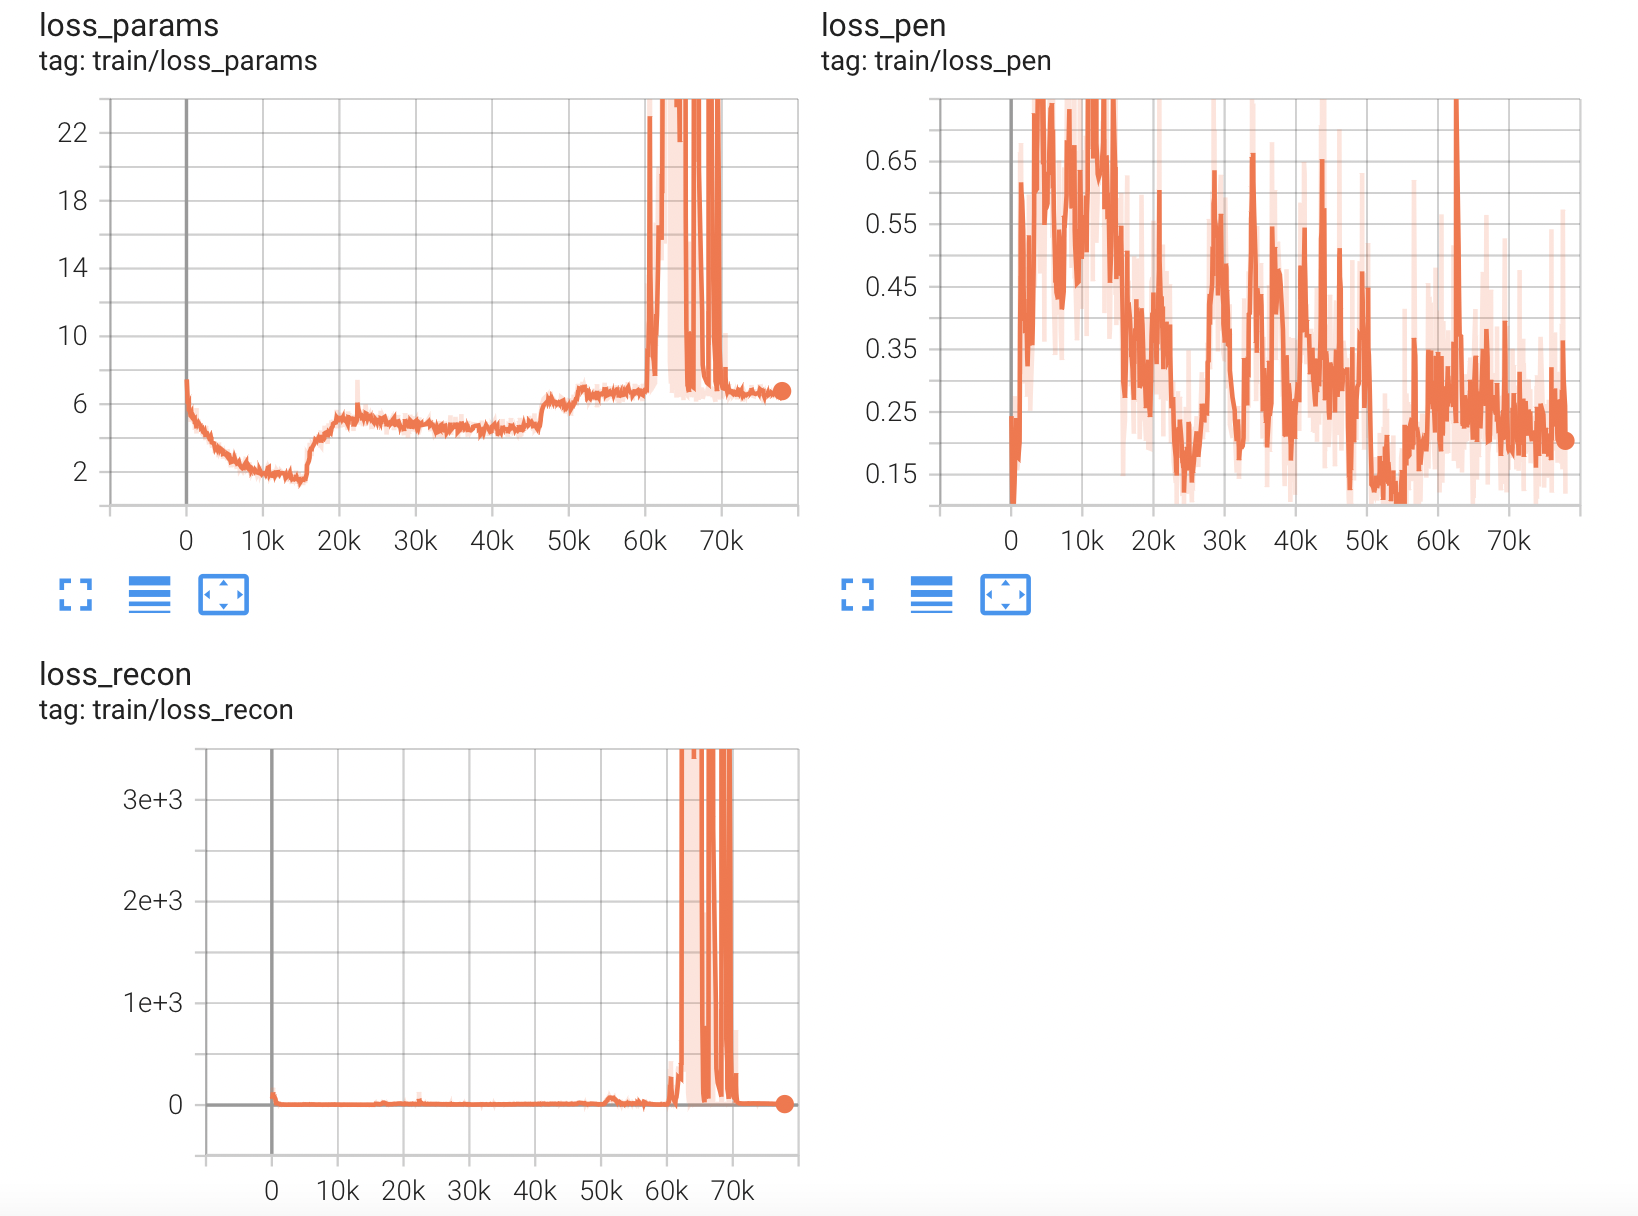 loss_params
tag: train/loss_params
22
18
14
10
6
2
0 10k 20k 30k 40k 50k 60k 70k
loss_pen
tag: train/loss_pen
0.65
0.55
0.45
0.35
0.25
0.15
0 10k 20k 30k 40k 50k 60k 70k
loss_recon
tag: train/loss_recon
3e+3
2e+3
1e+3
0
0 10k 20k 30k 40k 50k 60k 70k